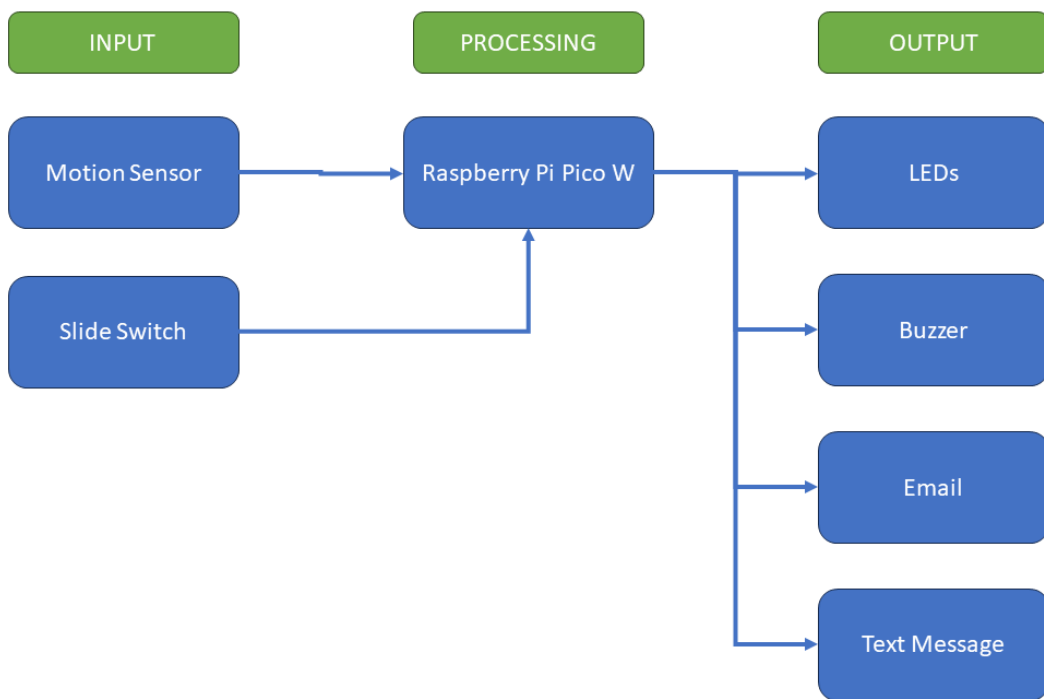 INPUT
PROCESSING
OUTPUT
Motion Sensor
Raspberry Pi Pico W
LEDs
Slide Switch
Buzzer
Email
Text Message